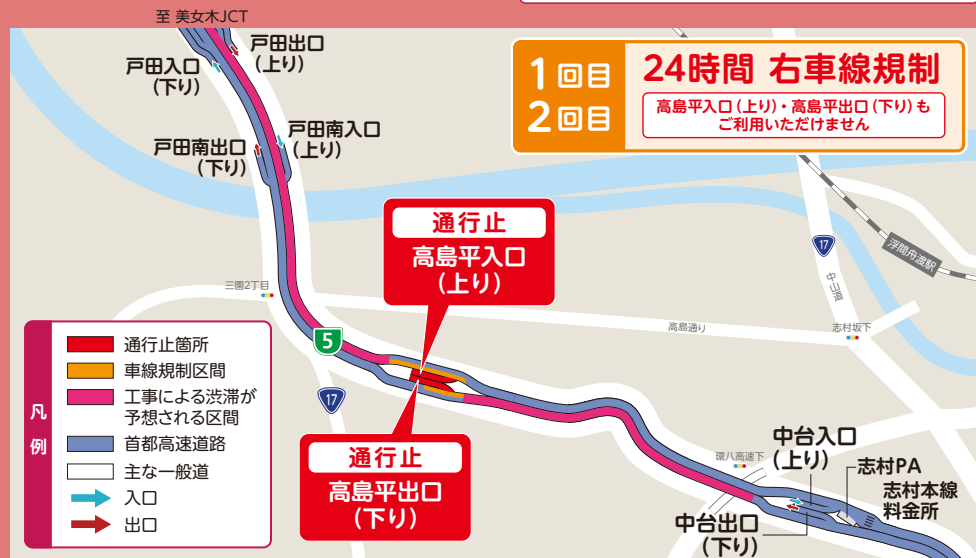 至 美女木JCT
戸田出口
(上り)
戸田入口
(下り)
1回目
2回目
24時間 右車線規制
高島平入口(上り)・高島平出口(下り)も
ご利用いただけません
戸田南入口
(上り)
戸田南出口
(下り)
通行止
高島平入口
(上り)
17
中山道
浮間舟渡駅
三園2丁目
高島通り
志村坂下
5
17
凡例
通行止箇所
車線規制区間
工事による渋滞が
予想される区間
首都高速道路
主な一般道
入口
出口
通行止
高島平出口
(下り)
環八高速下
中台入口
(上り)
志村PA
志村本線
料金所
中台出口
(下り)